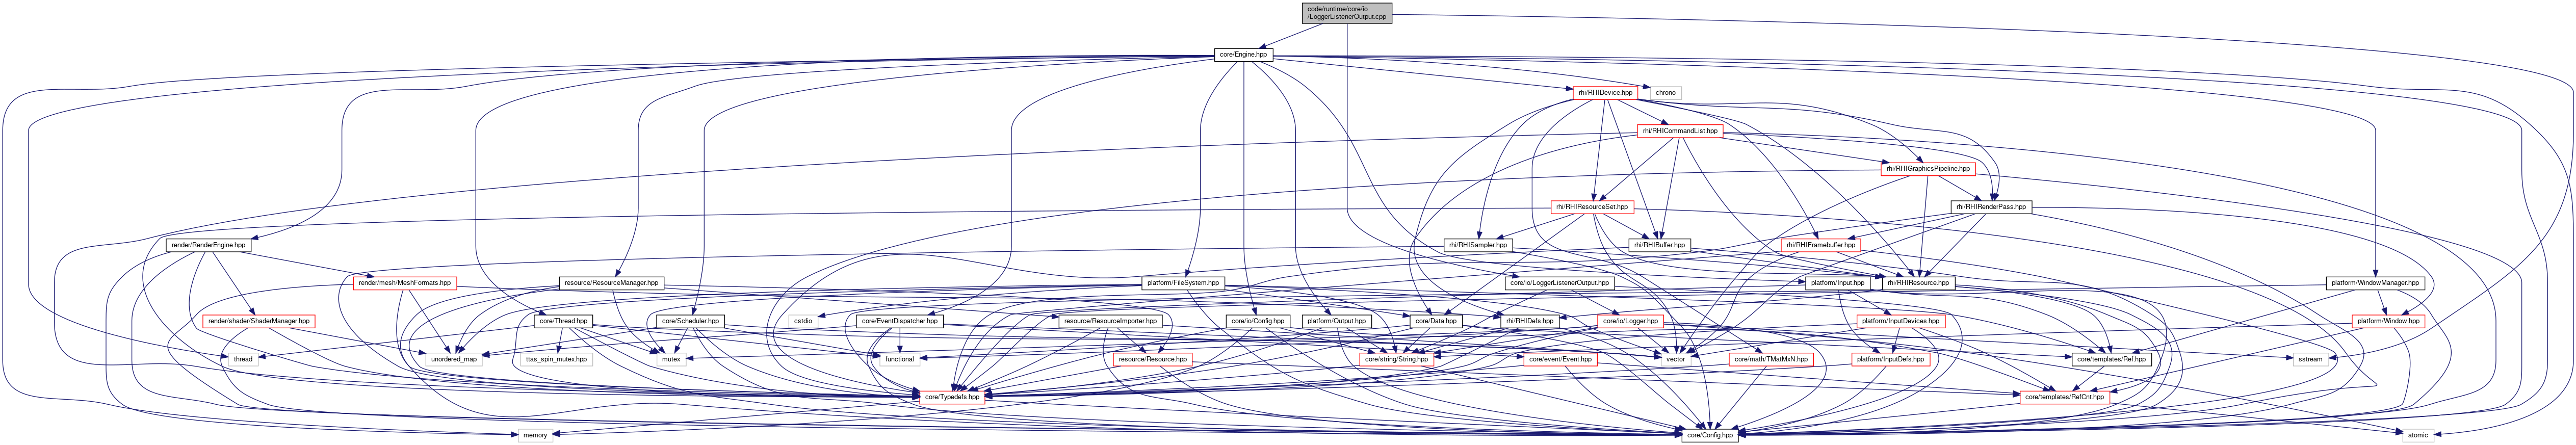 code/runtime/core/io
/LoggerListenerOutput.cpp
core/Engine.hpp
rhi/RHIDevice.hpp
chrono
rhi/RHICommandList.hpp
rhi/RHIGraphicsPipeline.hpp
rhi/RHIResourceSet.hpp
rhi/RHIRenderPass.hpp
render/RenderEngine.hpp
rhi/RHISampler.hpp
rhi/RHIBuffer.hpp
rhi/RHIFramebuffer.hpp
render/mesh/MeshFormats.hpp
resource/ResourceManager.hpp
platform/FileSystem.hpp
core/io/LoggerListenerOutput.hpp
platform/Input.hpp
rhi/RHIResource.hpp
platform/WindowManager.hpp
render/shader/ShaderManager.hpp
core/Thread.hpp
core/Scheduler.hpp
cstdio
core/EventDispatcher.hpp
resource/ResourceImporter.hpp
core/io/Config.hpp
platform/Output.hpp
core/Data.hpp
rhi/RHIDefs.hpp
core/io/Logger.hpp
platform/InputDevices.hpp
platform/Window.hpp
thread
unordered_map
ttas_spin_mutex.hpp
mutex
functional
resource/Resource.hpp
core/string/String.hpp
core/event/Event.hpp
vector
core/math/TMatMxN.hpp
platform/InputDefs.hpp
core/templates/Ref.hpp
sstream
core/Typedefs.hpp
core/templates/RefCnt.hpp
memory
core/Config.hpp
atomic